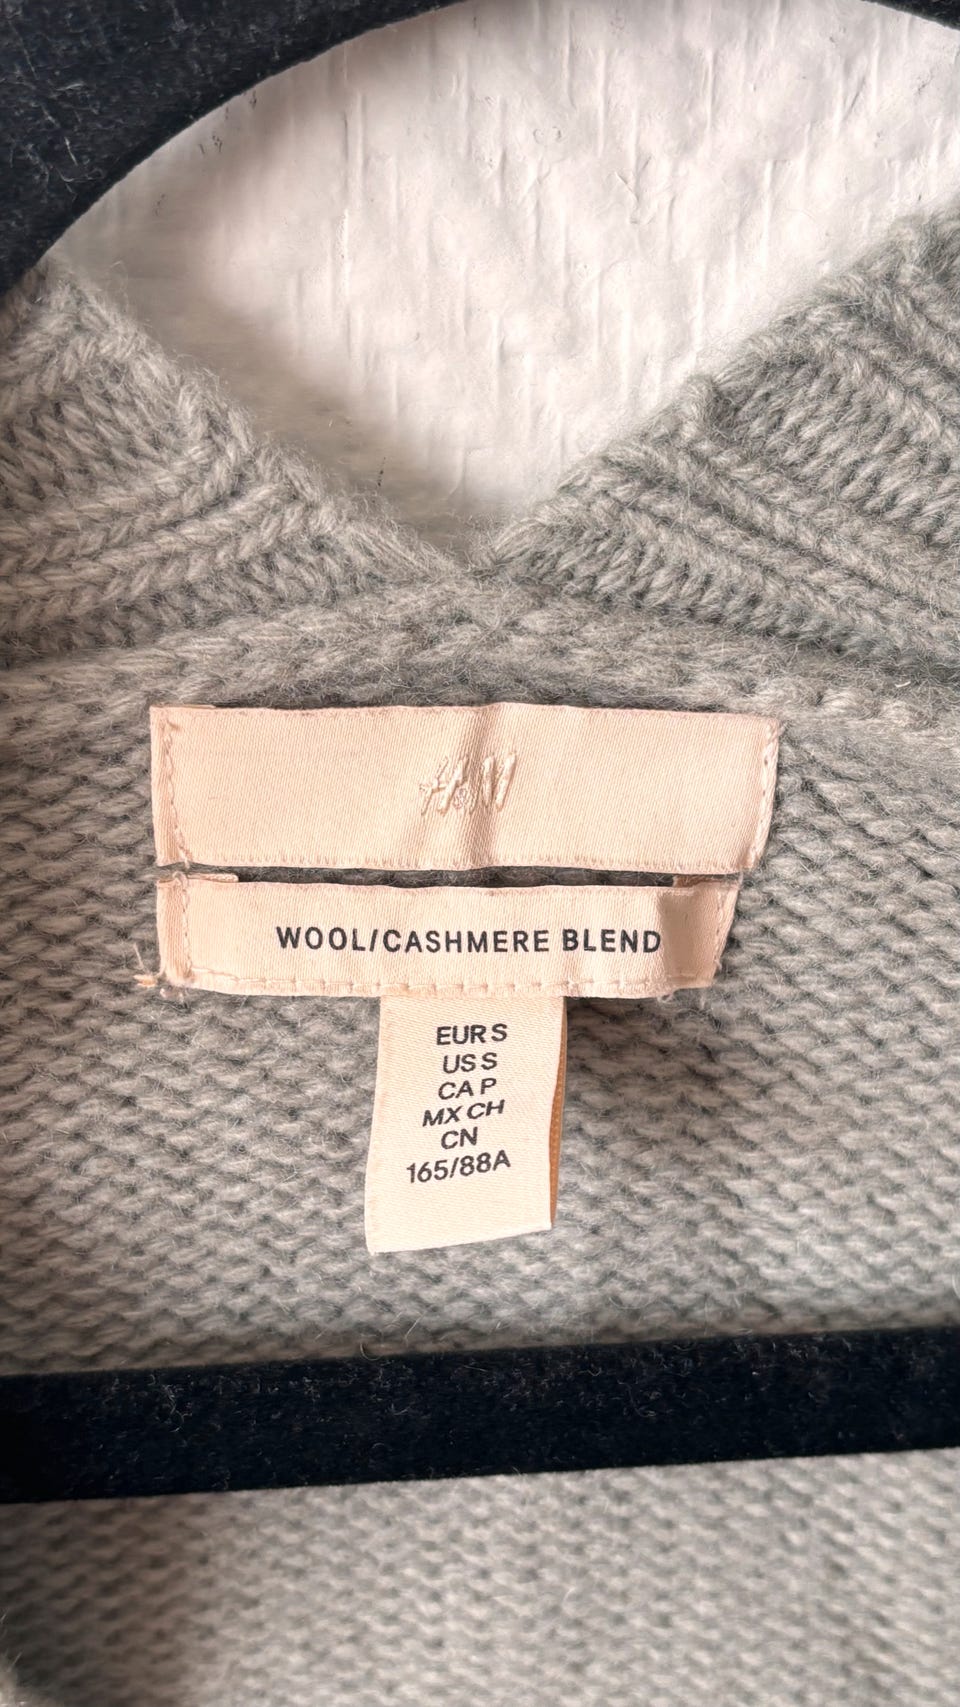 H&M
WOOL/CASHMERE BLEND
EUR S
US S
CA P
MX CH
CN
165/88A